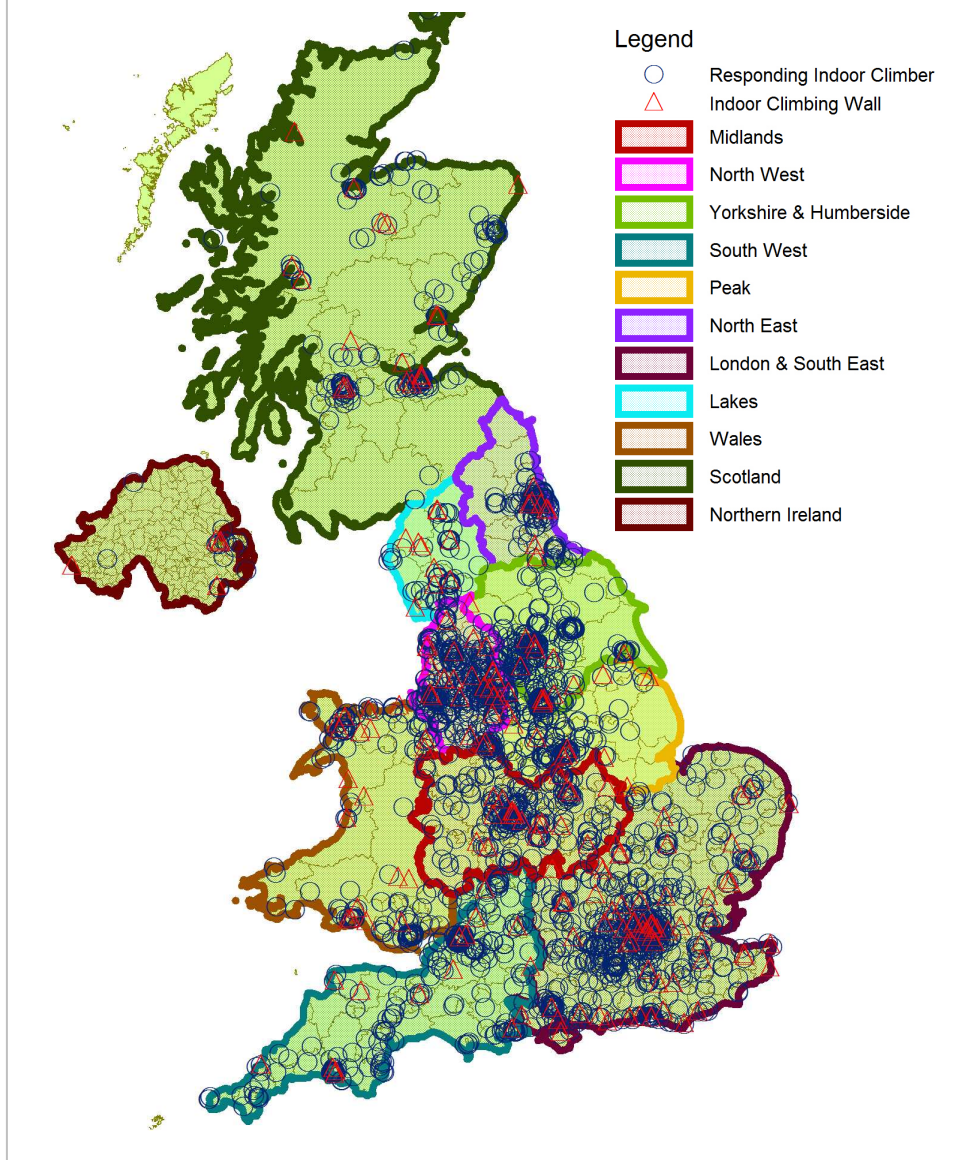 Legend
Responding Indoor Climber
Indoor Climbing Wall
Midlands
North West
Yorkshire & Humberside
South West
Peak
North East
London & South East
Lakes
Wales
Scotland
Northern Ireland